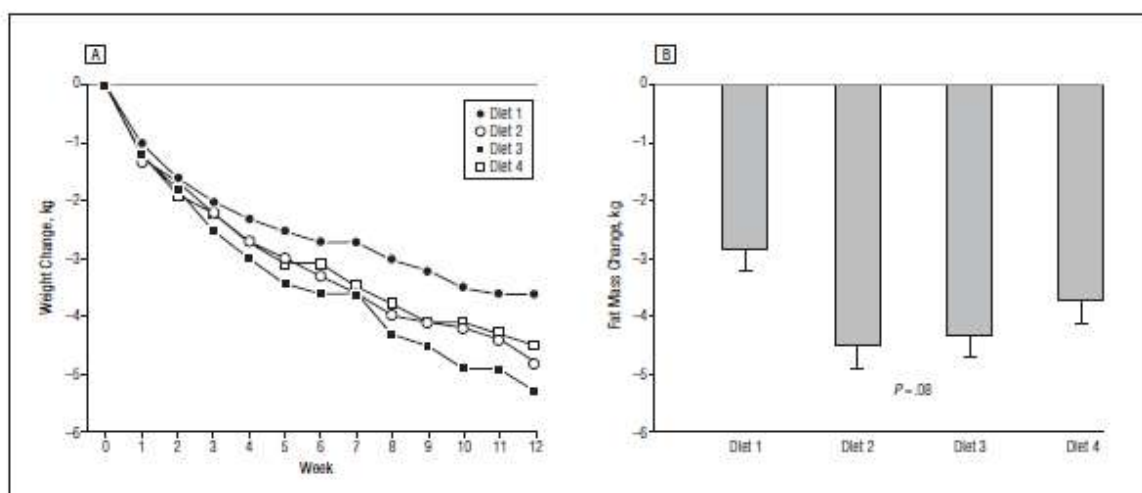 A
0
–1
–2
–3
–4
–5
–6
Weight Change, kg
Diet 1
Diet 2
Diet 3
Diet 4
0 1 2 3 4 5 6 7 8 9 10 11 12
Week
B
0
–1
–2
–3
–4
–5
–6
Fat Mass Change, kg
P = .08
Diet 1 Diet 2 Diet 3 Diet 4